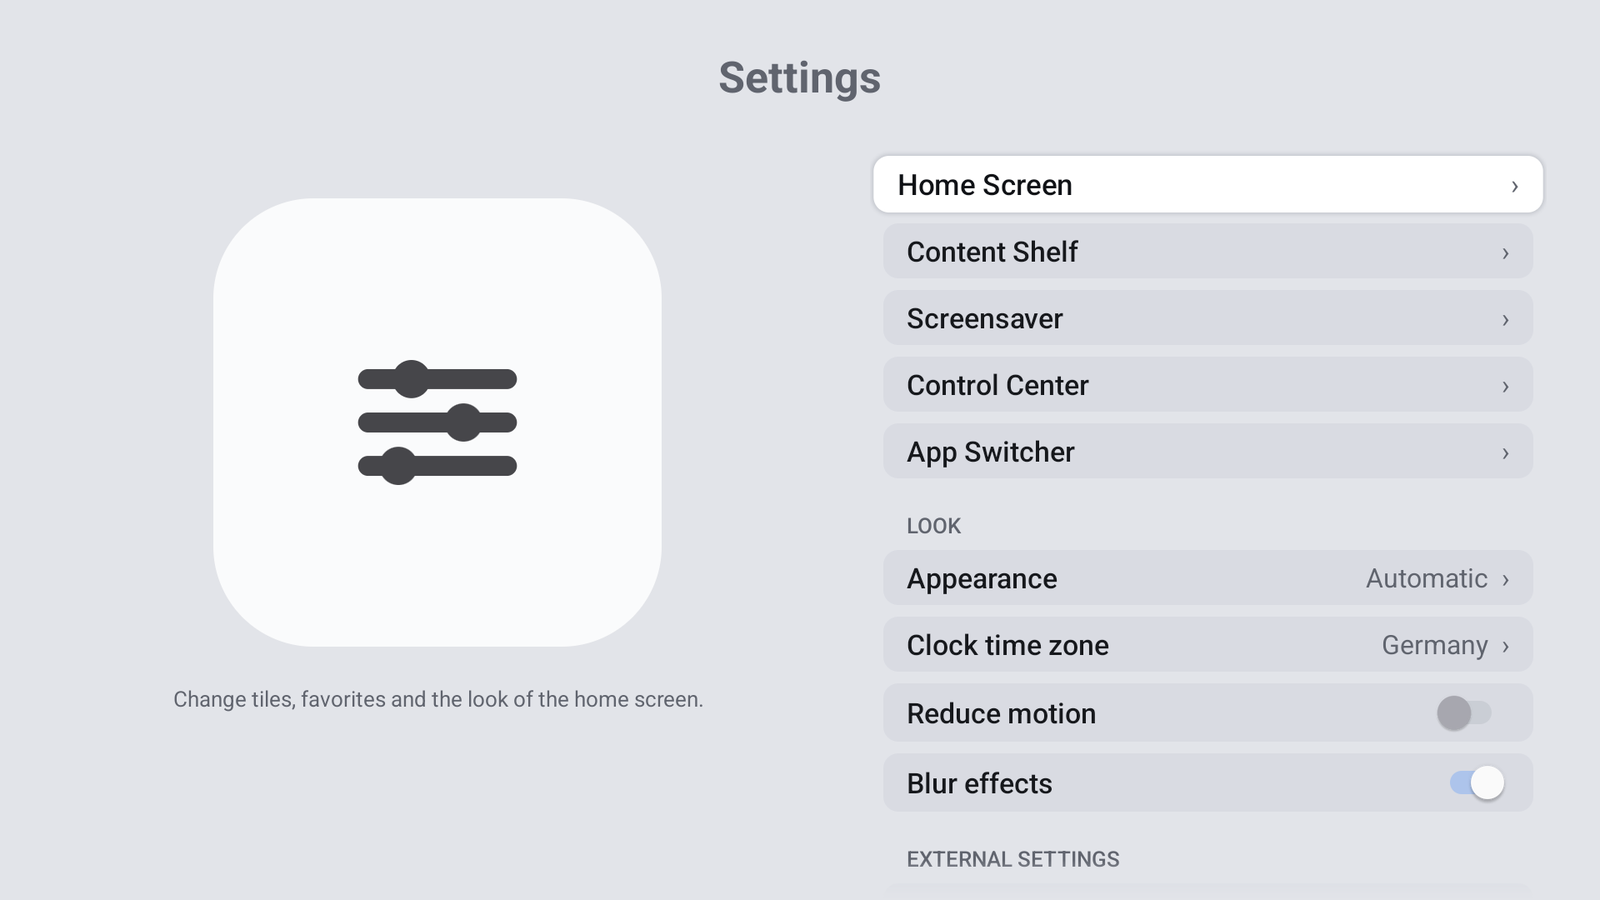 Settings
Home Screen
Content Shelf
Screensaver
Control Center
App Switcher
LOOK
Appearance Automatic
Clock time zone Germany
Reduce motion
Blur effects
EXTERNAL SETTINGS
Change tiles, favorites and the look of the home screen.